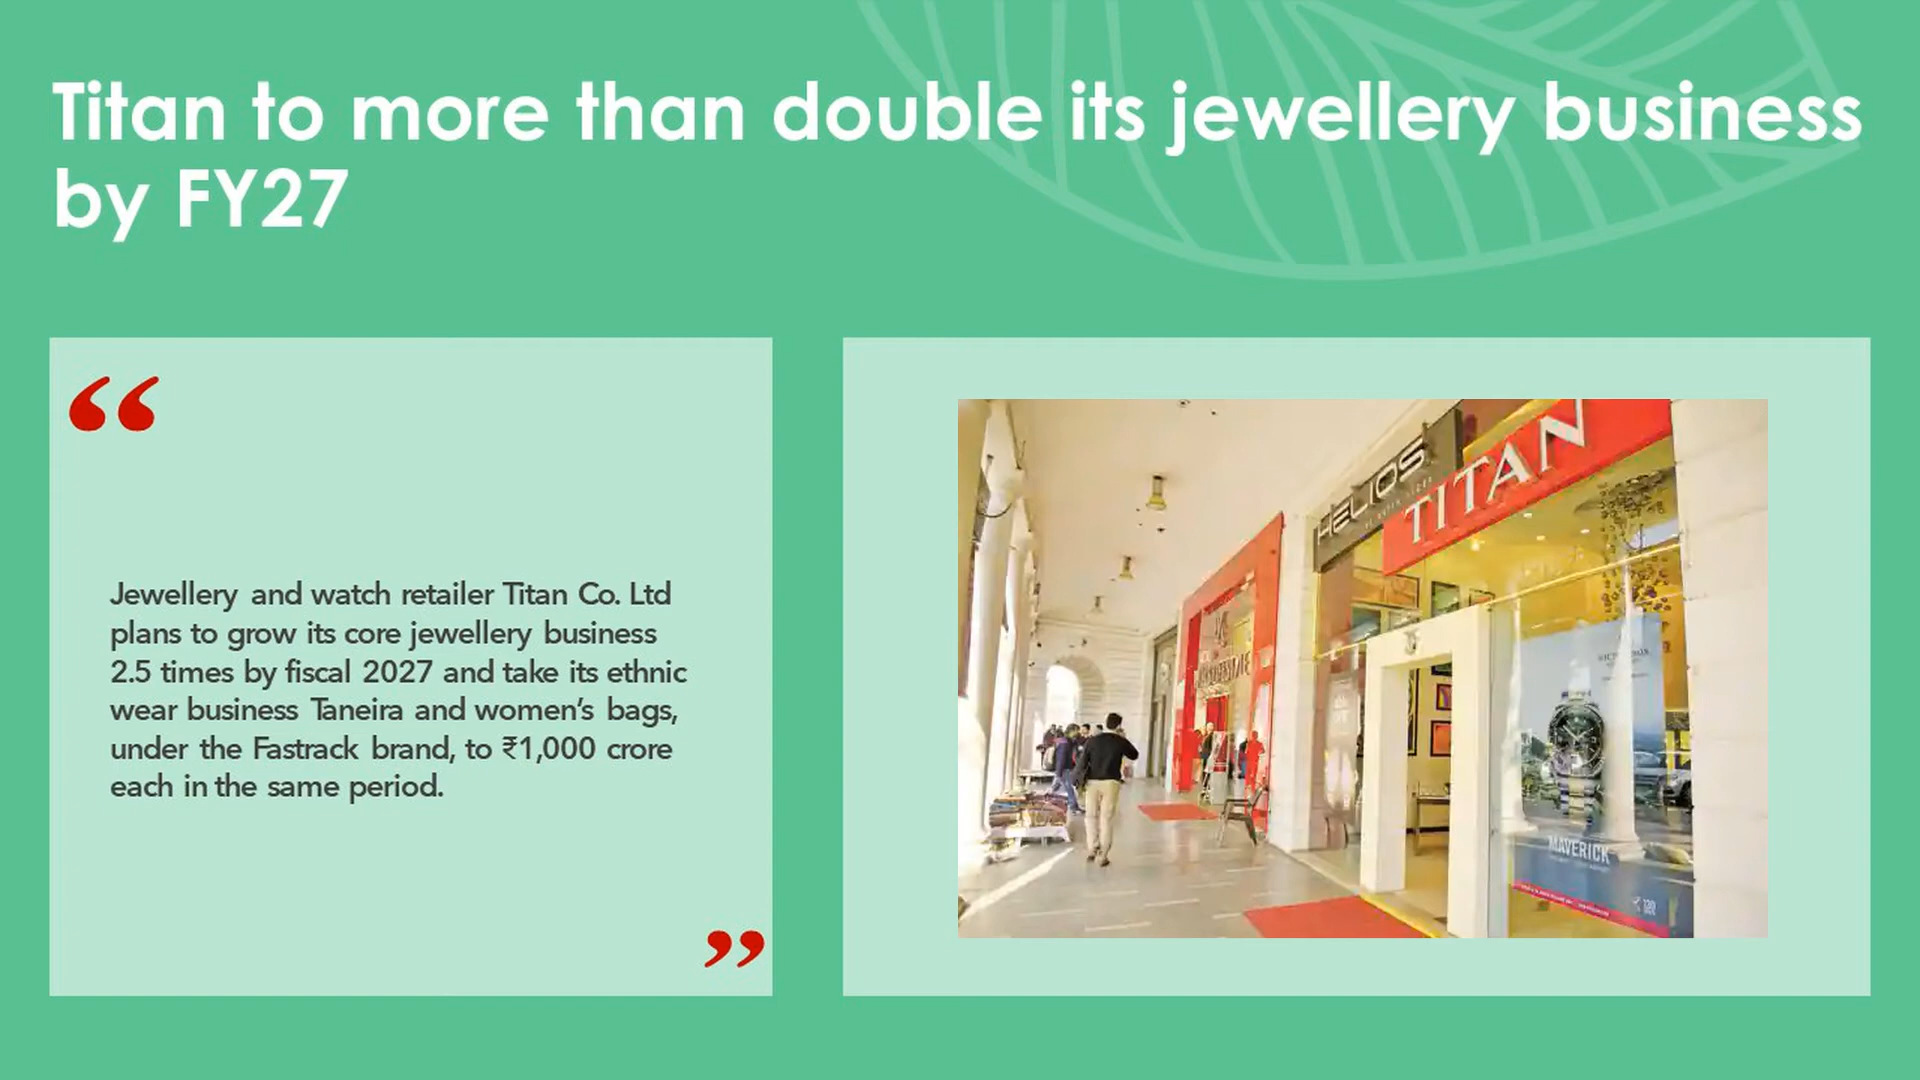 Titan to more than double its jewellery business
by FY27
Jewellery and watch retailer Titan Co. Ltd
plans to grow its core jewellery business
2.5 times by fiscal 2027 and take its ethnic
wear business Taneira and women's bags,
under the Fastrack brand, to ₹1,000 crore
each in the same period.
HELIOS
TITAN
MAVERICK